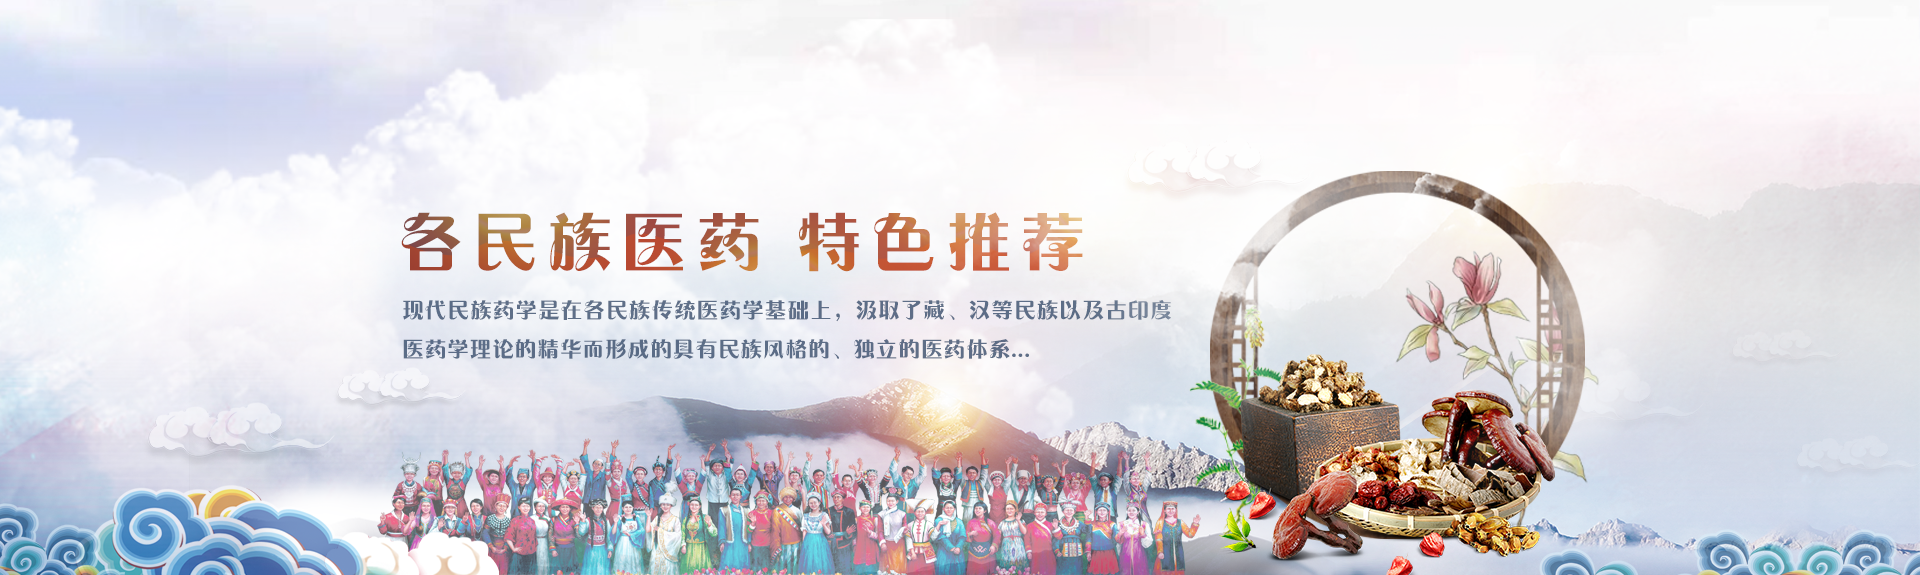 各民族医药 特色推荐
现代民族药学是在各民族传统医药学基础上，汲取了藏、汉等民族以及古印度
医药学理论的精华而形成的具有民族风格的、独立的医药体系...